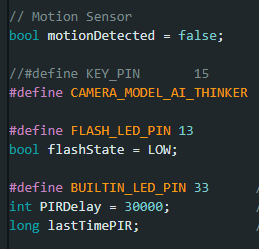 // Motion Sensor
bool motionDetected = false;
//#define KEY_PIN 15
#define CAMERA_MODEL_AI_THINKER
#define FLASH_LED_PIN 13
bool flashState = LOW;
#define BUILTIN_LED_PIN 33 /
int PIRDelay = 30000; /
long lastTimePIR;